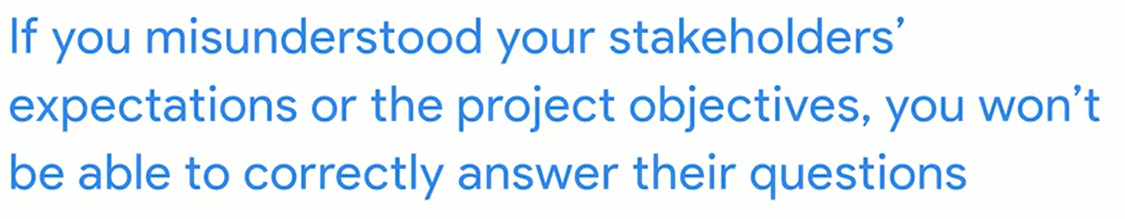 If you misunderstood your stakeholders’
expectations or the project objectives, you won’t
be able to correctly answer their questions